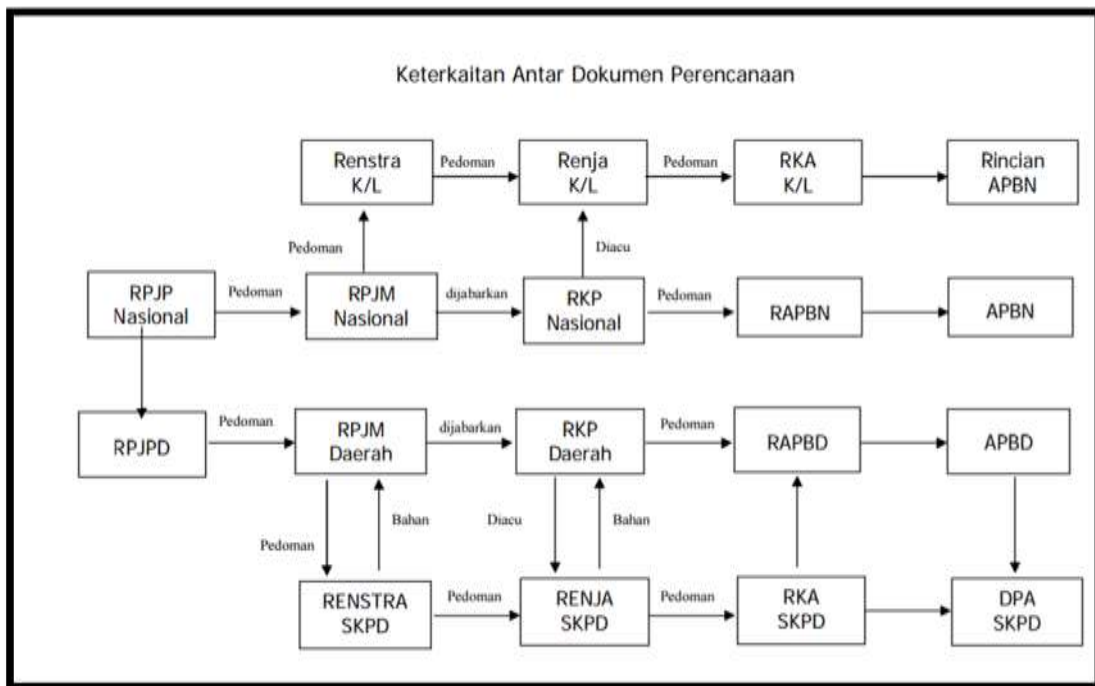 Keterkaitan Antar Dokumen Perencanaan
Renstra
K/L
Pedoman
Renja
K/L
Pedoman
RKA
K/L
Rincian
APBN
Pedoman
Diacu
RPJP
Nasional
Pedoman
RPJM
Nasional
dijabarkan
RKP
Nasional
Pedoman
RAPBN
APBN
RPJPD
Pedoman
RPJM
Daerah
dijabarkan
RKP
Daerah
Pedoman
RAPBD
APBD
Pedoman
Bahan
Diacu
Bahan
RENSTRA
SKPD
Pedoman
RENJA
SKPD
Pedoman
RKA
SKPD
DPA
SKPD